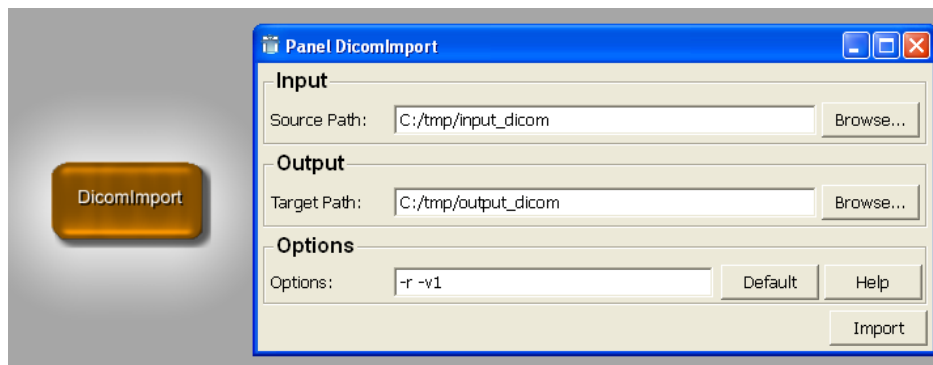 Panel DicomImport
Input
Source Path: C:/tmp/input_dicom Browse...
DicomImport
Output
Target Path: C:/tmp/output_dicom Browse...
Options
Options: -r -v1 Default Help
Import